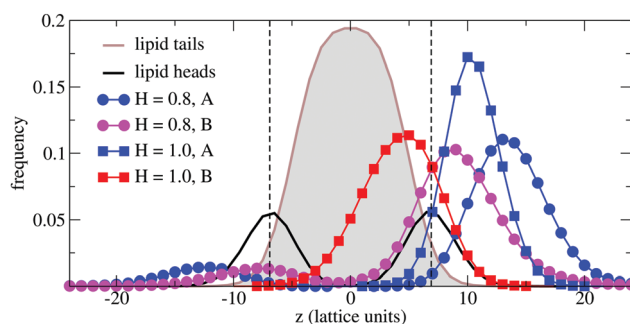 0.2
0.15
0.1
0.05
0
frequency
lipid tails
lipid heads
H = 0.8, A
H = 0.8, B
H = 1.0, A
H = 1.0, B
-20 -10 0 10 20
z (lattice units)